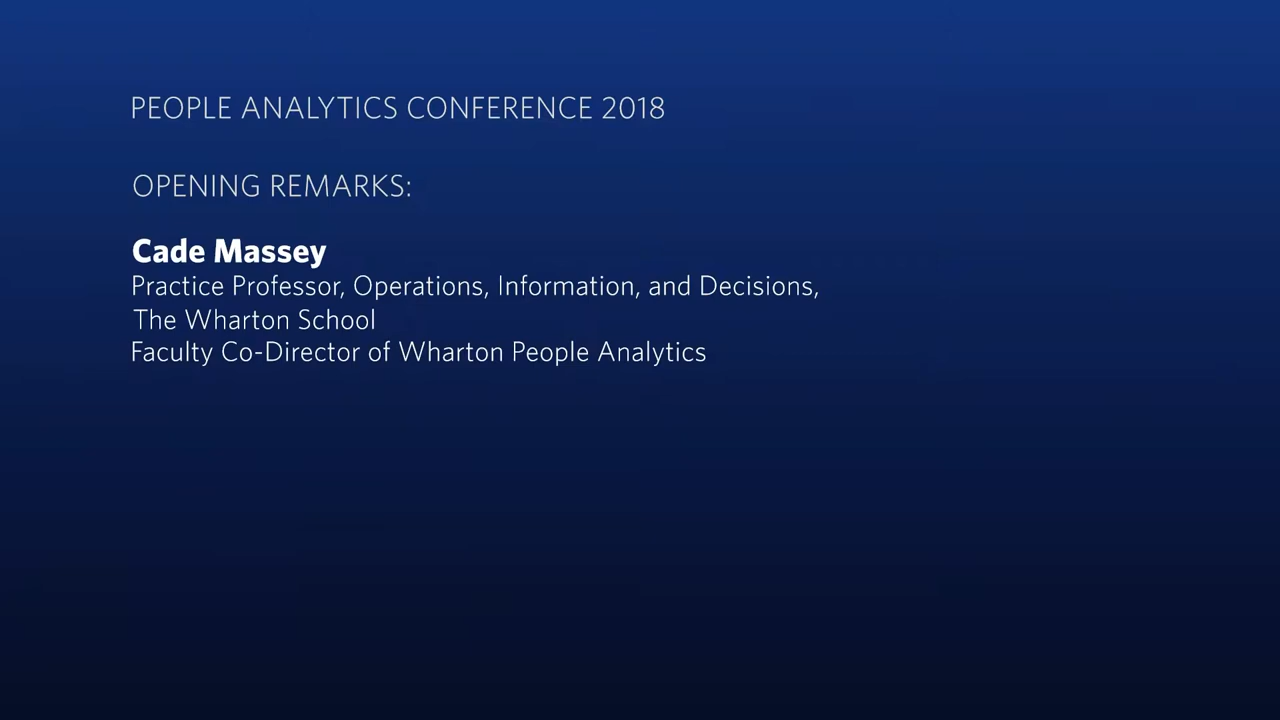 PEOPLE ANALYTICS CONFERENCE 2018
OPENING REMARKS:
Cade Massey
Practice Professor, Operations, Information, and Decisions,
The Wharton School
Faculty Co-Director of Wharton People Analytics